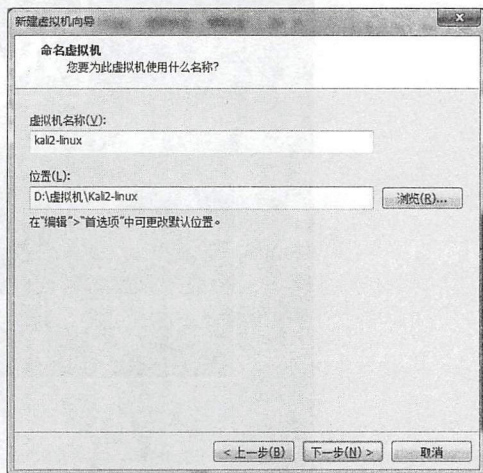 新建虚拟机向导
命名虚拟机
您要为此虚拟机使用什么名称?
虚拟机名称(V):
kali2-linux
位置(L):
D:\虚拟机\Kali2-linux
浏览(R)...
在“编辑”>“首选项”中可更改默认位置。
< 上一步(B)
下一步(N) >
取消